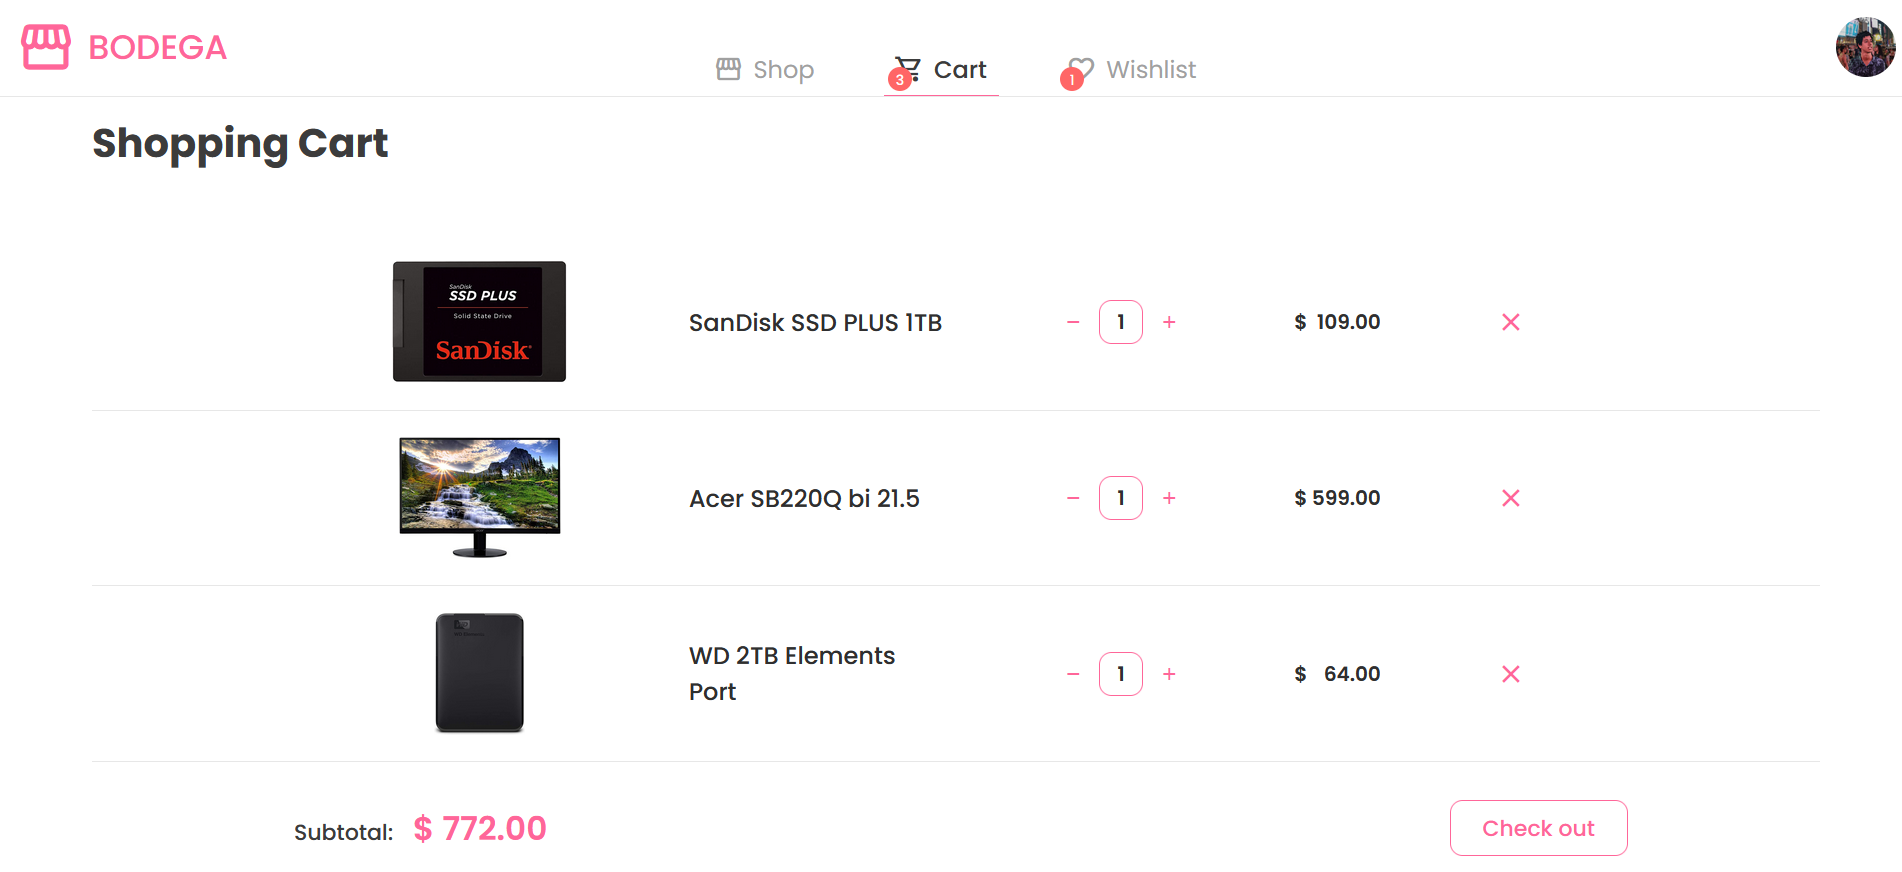 BODEGA
Shop
3
Cart
1
Wishlist
Shopping Cart
SanDisk
SSD PLUS
Solid State Drive
SanDisk
SanDisk SSD PLUS 1TB
− 1 +
$ 109.00
Acer SB220Q bi 21.5
− 1 +
$ 599.00
WD 2TB Elements
Port
− 1 +
$ 64.00
Subtotal: $ 772.00
Check out